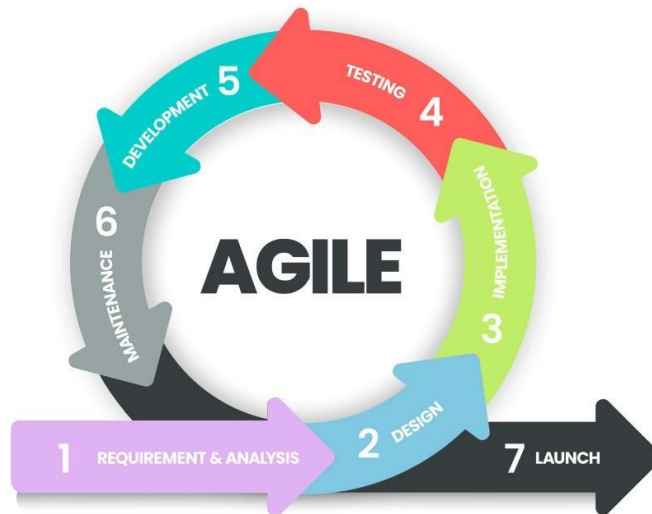 AGILE
1 REQUIREMENT & ANALYSIS
2 DESIGN
3 IMPLEMENTATION
4 TESTING
5 DEVELOPMENT
6 MAINTENANCE
7 LAUNCH